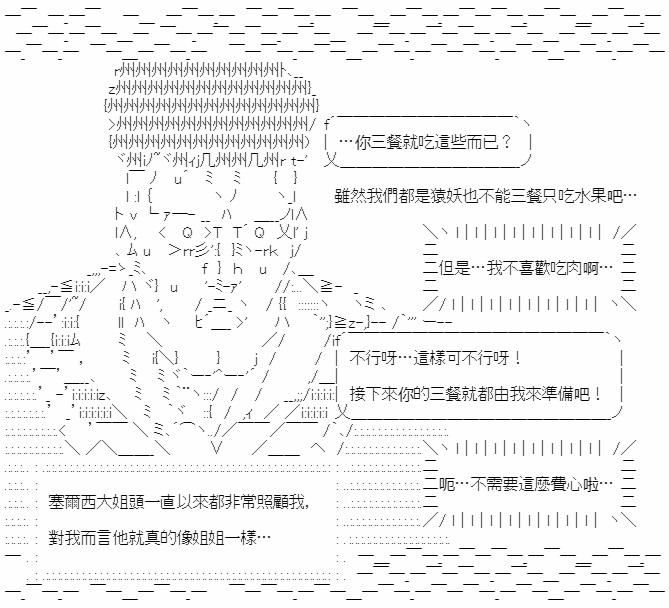 …你三餐就吃這些而已？
雖然我們都是猿妖也不能三餐只吃水果吧…
但是…我不喜歡吃肉啊…
不行呀…這樣可不行呀！
接下來你的三餐就都由我來準備吧！
呃…不需要這麼費心啦…
塞爾西大姐頭一直以來都非常照顧我，
對我而言他就真的像姐姐一樣…